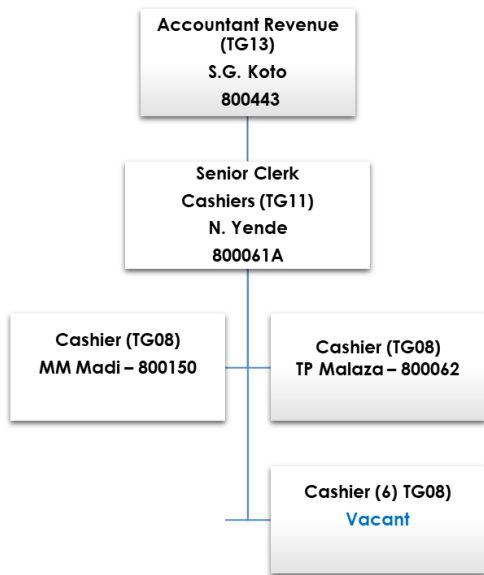 Accountant Revenue
(TG13)
S.G. Koto
800443
Senior Clerk
Cashiers (TG11)
N. Yende
800061A
Cashier (TG08)
MM Madi – 800150
Cashier (TG08)
TP Malaza – 800062
Cashier (6) TG08)
Vacant